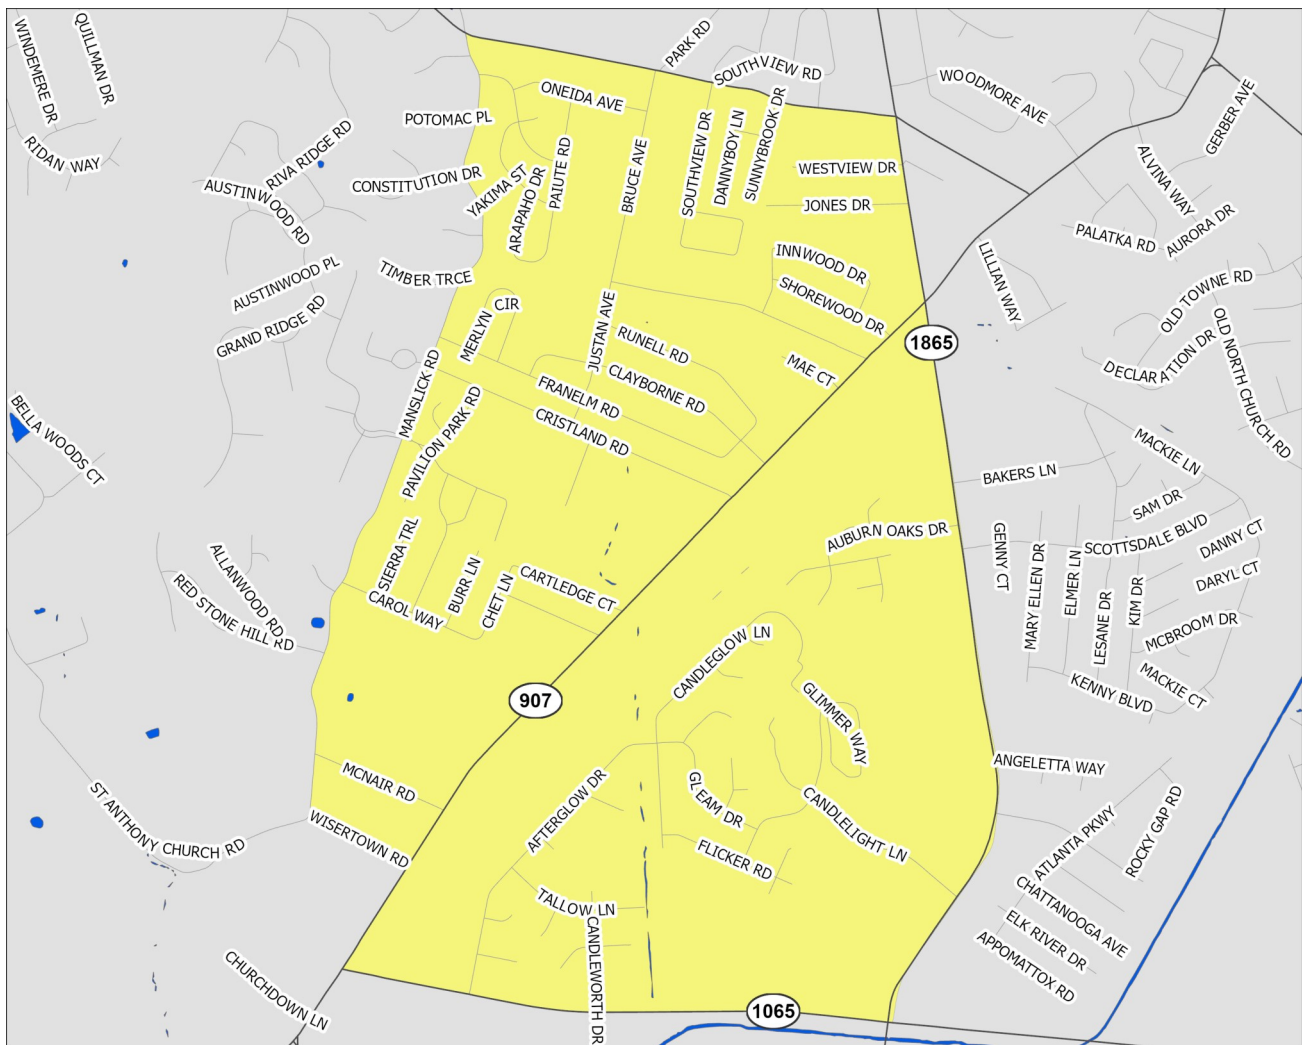 WINDEMERE DR
QUILLMAN DR
PARK RD
SOUTHVIEW RD
WOODMORE AVE
GERBER AVE
ONEIDA AVE
POTOMAC PL
RIDAN WAY
RIVA RIDGE RD
CONSTITUTION DR
YAKIMA ST
ARAPAHO DR
PAIUTE RD
BRUCE AVE
SOUTHVIEW DR
DANNYBOY LN
SUNNYBROOK DR
WESTVIEW DR
JONES DR
ALVINA WAY
AURORA DR
PALATKA RD
AUSTINWOOD RD
AUSTINWOOD PL
TIMBER TRCE
INNWOOD DR
SHOREWOOD DR
LILLIAN WAY
OLD TOWNE RD
GRAND RIDGE RD
MERLYN CIR
JUSTAN AVE
RUNELL RD
MAE CT
1865
DECLARATION DR
OLD NORTH CHURCH RD
MANSLICK RD
FRANELM RD
CLAYBORNE RD
CRISTLAND RD
PAVILION PARK RD
BELLA WOODS CT
MACKIE LN
BAKERS LN
SAM DR
SCOTTSDALE BLVD
DANNY CT
DARYL CT
AUBURN OAKS DR
GENNY CT
MARY ELLEN DR
ELMER LN
LESANE DR
KIM DR
MCBROOM DR
MACKIE CT
KENNY BLVD
SIERRA TRL
BURR LN
CHET LN
CARTLEDGE CT
CAROL WAY
ALLANWOOD RD
RED STONE HILL RD
CANDLEGLOW LN
GLIMMER WAY
907
ANGELETTA WAY
MCNAIR RD
WISERTOWN RD
AFTERGLOW DR
GLEAM DR
FLICKER RD
CANDLELIGHT LN
ATLANTA PKWY
ROCKY GAP RD
CHATTANOOGA AVE
ELK RIVER DR
APPOMATTOX RD
ST ANTHONY CHURCH RD
TALLOW LN
CANDLEWORTH DR
CHURCHDOWN LN
1065